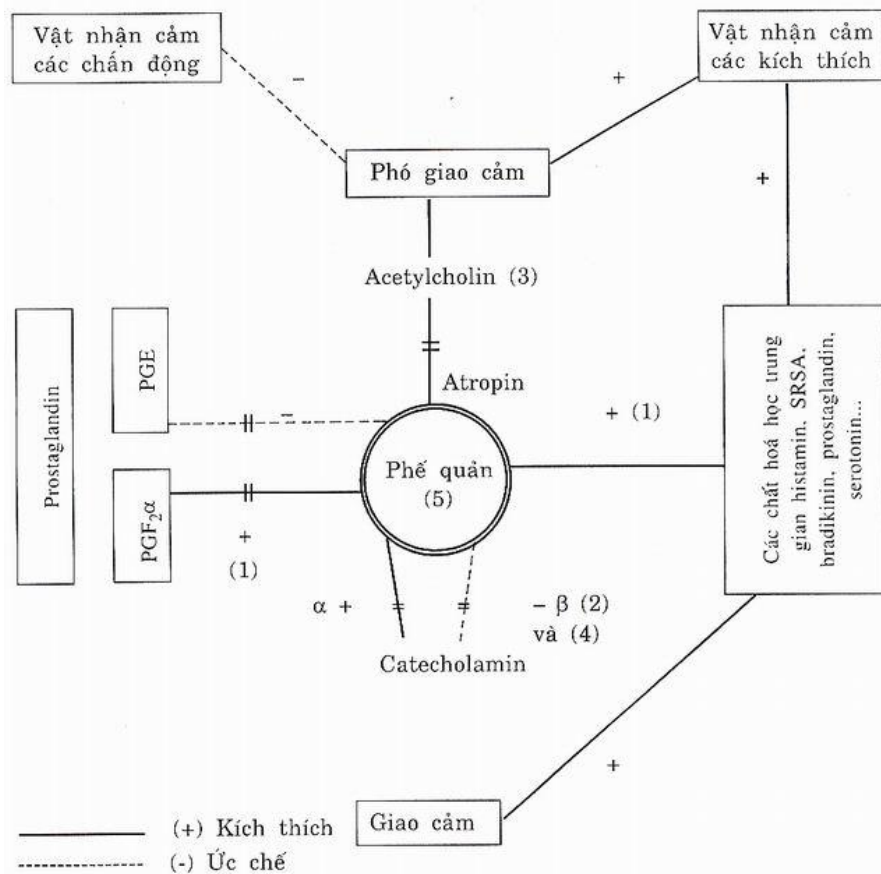 Vật nhận cảm
các chấn động
Vật nhận cảm
các kích thích
–
+
Phó giao cảm
+
Acetylcholin (3)
Atropin
Prostaglandin
PGE
–
+ (1)
Phế quản
(5)
PGF₂α
+
(1)
Các chất hoá học trung
gian histamin, SRSA,
bradikinin, prostaglandin,
serotonin...
α +
– β (2)
và (4)
Catecholamin
+
Giao cảm
(+) Kích thích
(-) Ức chế